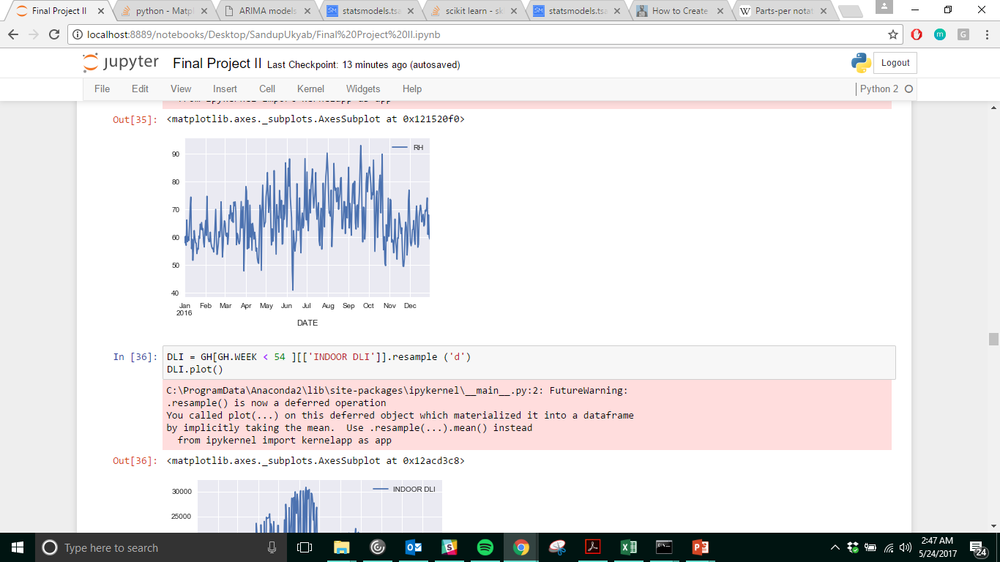 Final Project II
python - Matpl
ARIMA models
statsmodels.tsa
scikit learn - sk
statsmodels.tsa
How to Create
Parts-per notat
localhost:8889/notebooks/Desktop/SandupUkyab/Final%20Project%20II.ipynb
jupyter Final Project II Last Checkpoint: 13 minutes ago (autosaved)
Logout
File Edit View Insert Cell Kernel Widgets Help
Python 2
from ipykernel import kernelapp as app
Out[35]: <matplotlib.axes._subplots.AxesSubplot at 0x121520f0>
RH
90
80
70
60
50
40
Jan Feb Mar Apr May Jun Jul Aug Sep Oct Nov Dec
2016
DATE
In [36]: DLI = GH[GH.WEEK < 54 ][['INDOOR DLI']].resample ('d')
DLI.plot()
C:\ProgramData\Anaconda2\lib\site-packages\ipykernel\__main__.py:2: FutureWarning:
.resample() is now a deferred operation
You called plot(...) on this deferred object which materialized it into a dataframe
by implicitly taking the mean.  Use .resample(...).mean() instead
from ipykernel import kernelapp as app
Out[36]: <matplotlib.axes._subplots.AxesSubplot at 0x12acd3c8>
INDOOR DLI
30000
25000
Type here to search
2:47 AM
5/24/2017
24